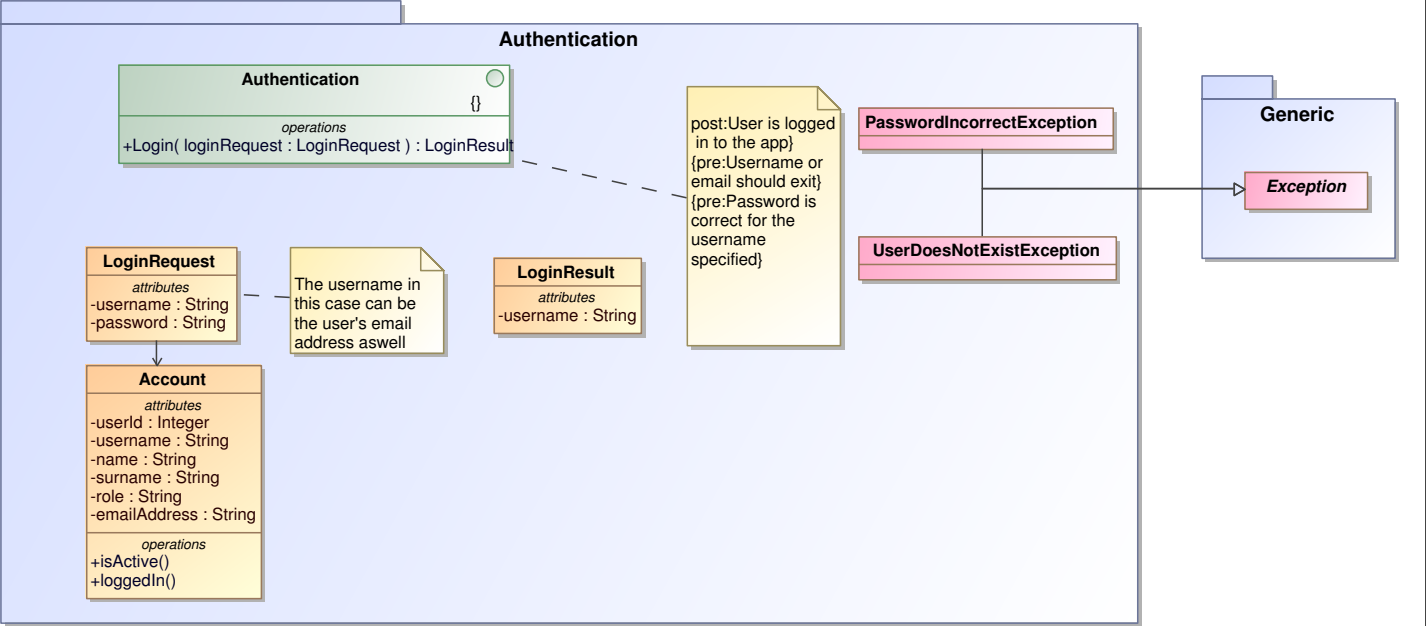 Authentication
Authentication
{}
operations
+Login( loginRequest : LoginRequest ) : LoginResult
post:User is logged
in to the app}
{pre:Username or
email should exit}
{pre:Password is
correct for the
username
specified}
PasswordIncorrectException
UserDoesNotExistException
Generic
Exception
LoginRequest
attributes
-username : String
-password : String
The username in
this case can be
the user's email
address aswell
LoginResult
attributes
-username : String
Account
attributes
-userId : Integer
-username : String
-name : String
-surname : String
-role : String
-emailAddress : String
operations
+isActive()
+loggedIn()